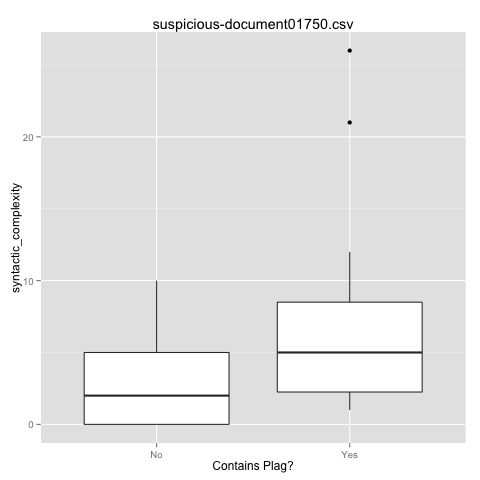 suspicious-document01750.csv
syntactic_complexity
20
10
0
No Yes
Contains Plag?